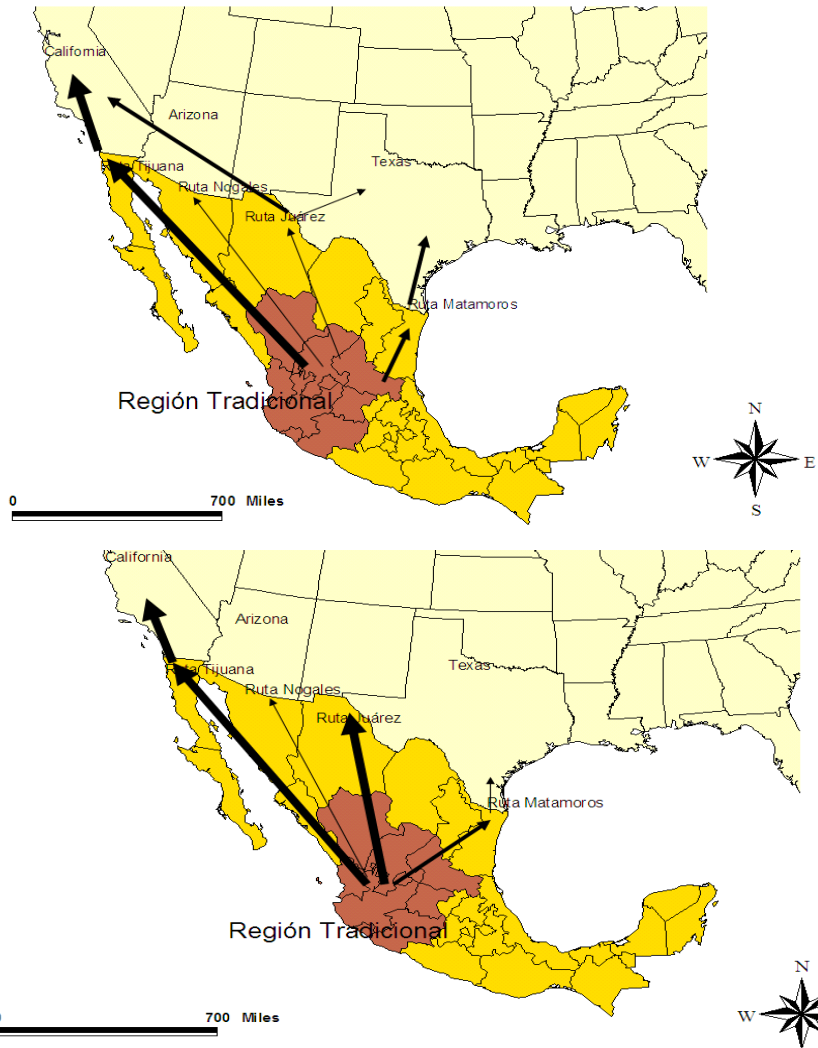 California
Arizona
Texas
Ruta Tijuana
Ruta Nogales
Ruta Juárez
Ruta Matamoros
Región Tradicional
N
W
E
S
0
700 Miles
California
Arizona
Texas
Ruta Tijuana
Ruta Nogales
Ruta Juárez
Ruta Matamoros
Región Tradicional
N
W
700 Miles